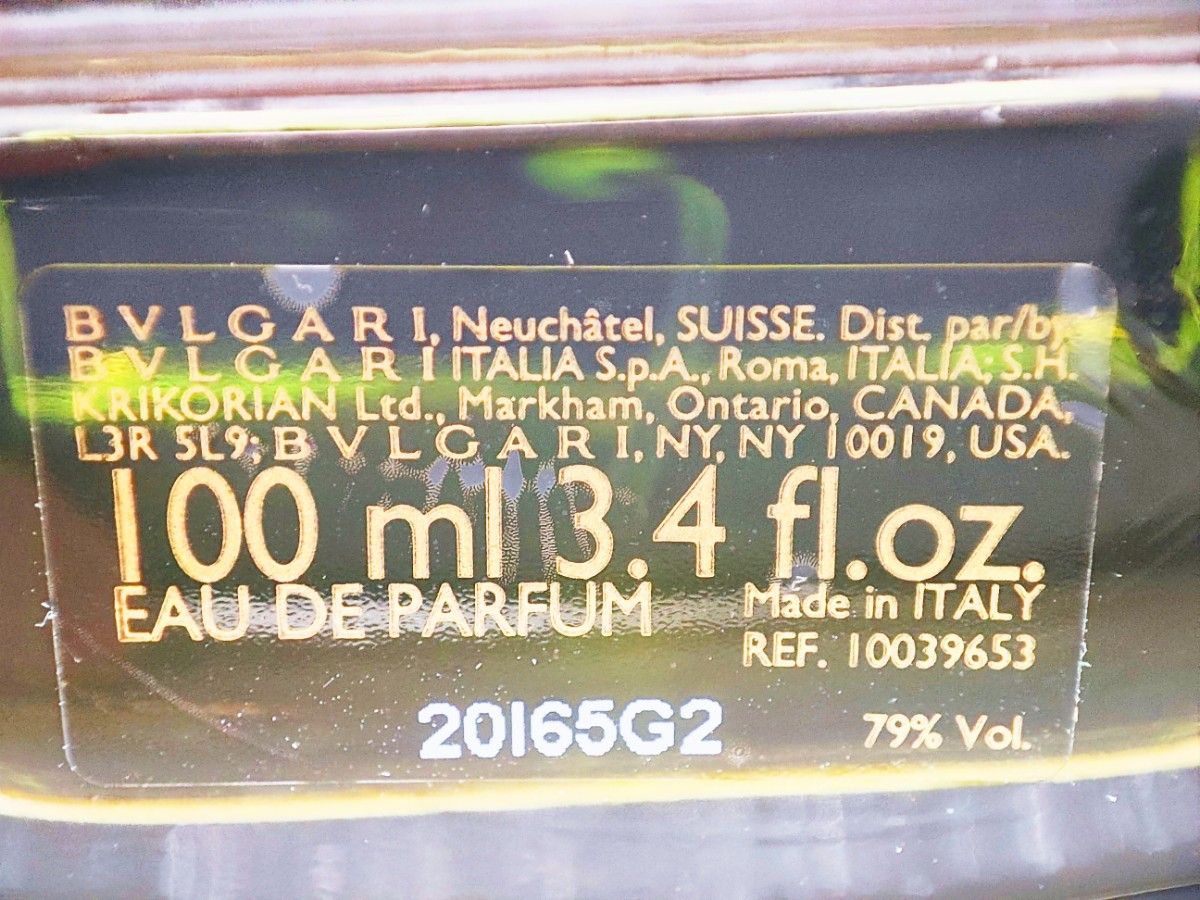 BVLGARI, Neuchâtel, SUISSE. Dist. par/by
BVLGARI ITALIA S.p.A., Roma, ITALIA; S.H.
KRIKORIAN Ltd., Markham, Ontario, CANADA,
L3R 5L9; BVLGARI, NY, NY 10019, USA.
100 ml 3.4 fl.oz.
EAU DE PARFUM
Made in ITALY
REF. 10039653
20I65G2
79% Vol.